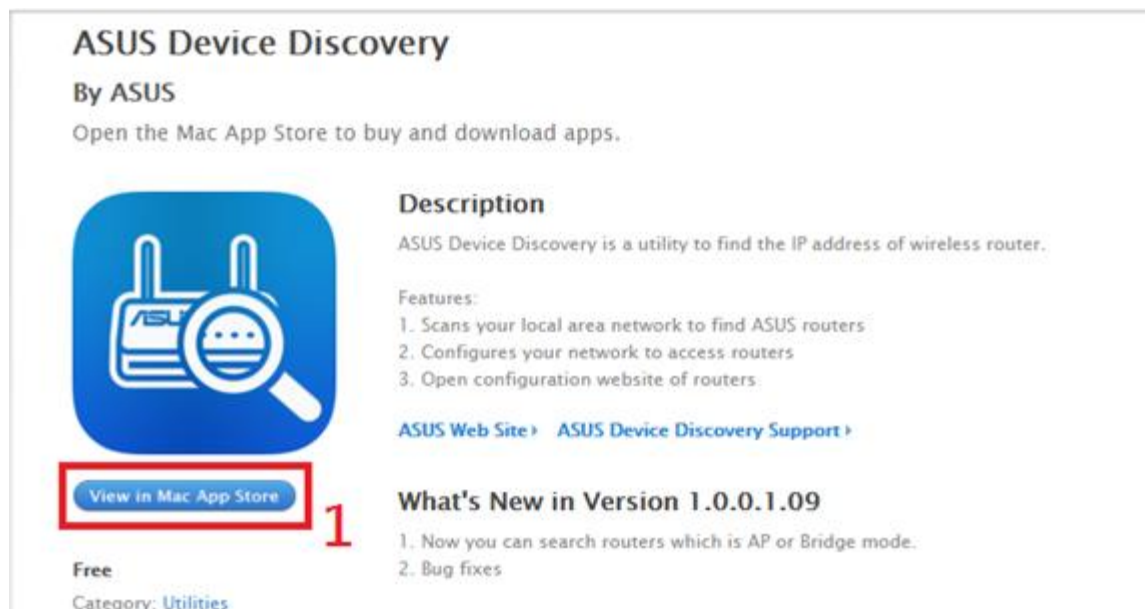 ASUS Device Discovery
By ASUS
Open the Mac App Store to buy and download apps.
ASUS
View in Mac App Store
1
Free
Category: Utilities
Description
ASUS Device Discovery is a utility to find the IP address of wireless router.
Features:
1. Scans your local area network to find ASUS routers
2. Configures your network to access routers
3. Open configuration website of routers
ASUS Web Site ASUS Device Discovery Support
What's New in Version 1.0.0.1.09
1. Now you can search routers which is AP or Bridge mode.
2. Bug fixes